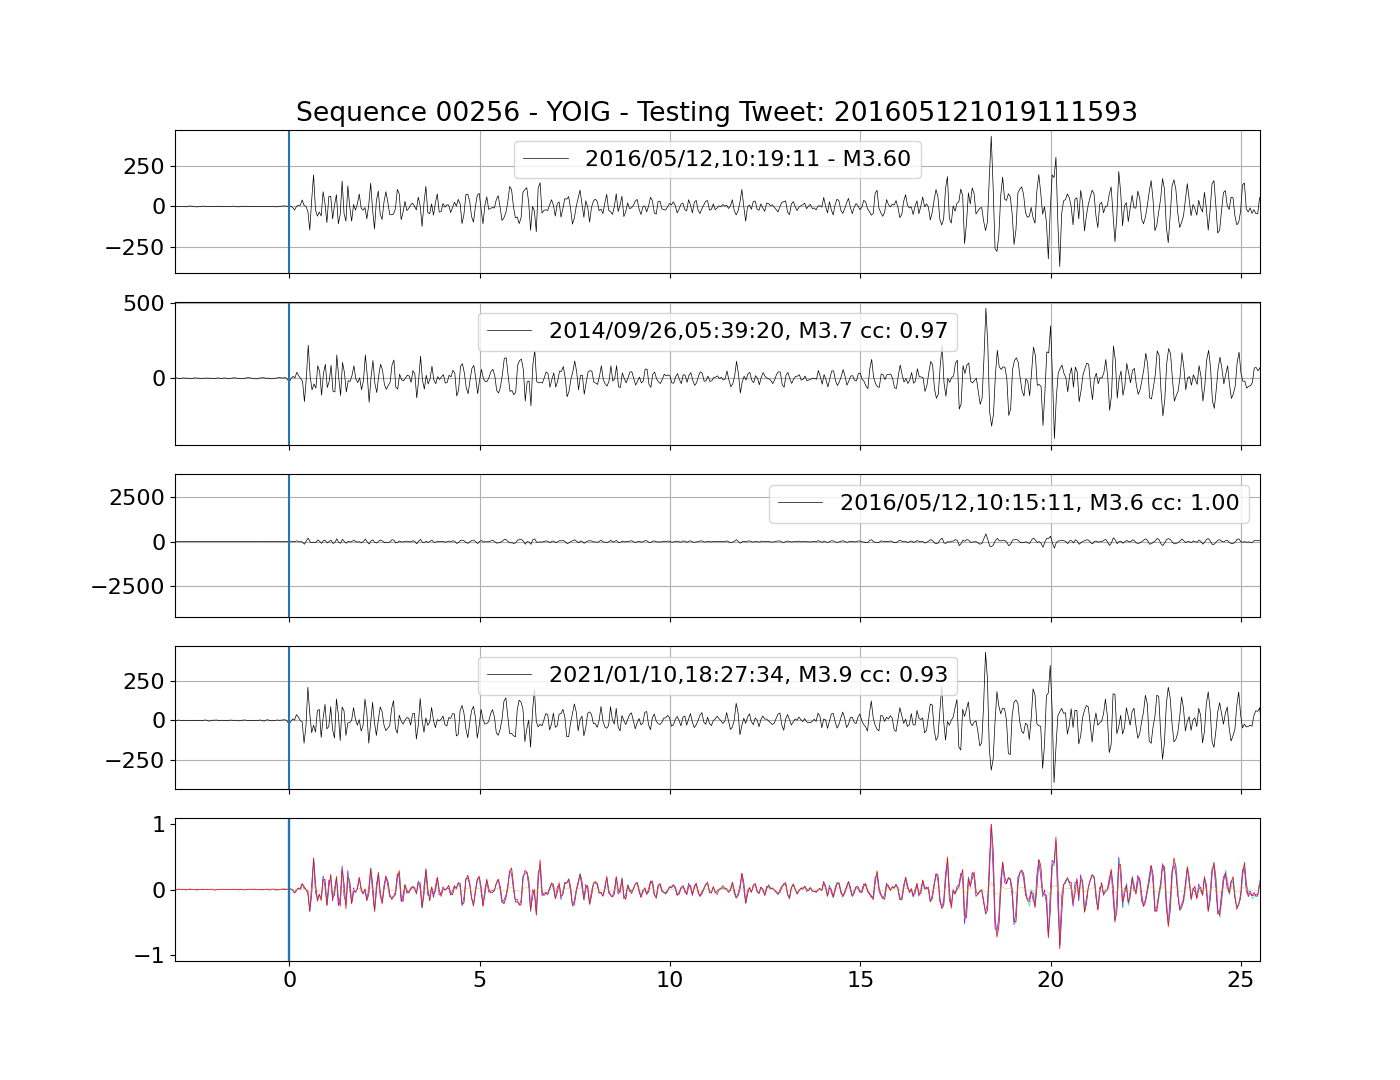 Sequence 00256 - YOIG - Testing Tweet: 201605121019111593
2016/05/12,10:19:11 - M3.60
250
0
−250
2014/09/26,05:39:20, M3.7 cc: 0.97
500
0
2016/05/12,10:15:11, M3.6 cc: 1.00
2500
0
−2500
2021/01/10,18:27:34, M3.9 cc: 0.93
250
0
−250
1
0
−1
0 5 10 15 20 25